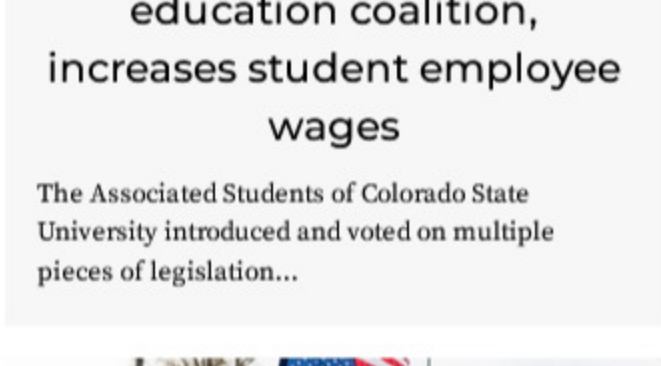 education coalition,
increases student employee
wages
The Associated Students of Colorado State
University introduced and voted on multiple
pieces of legislation...